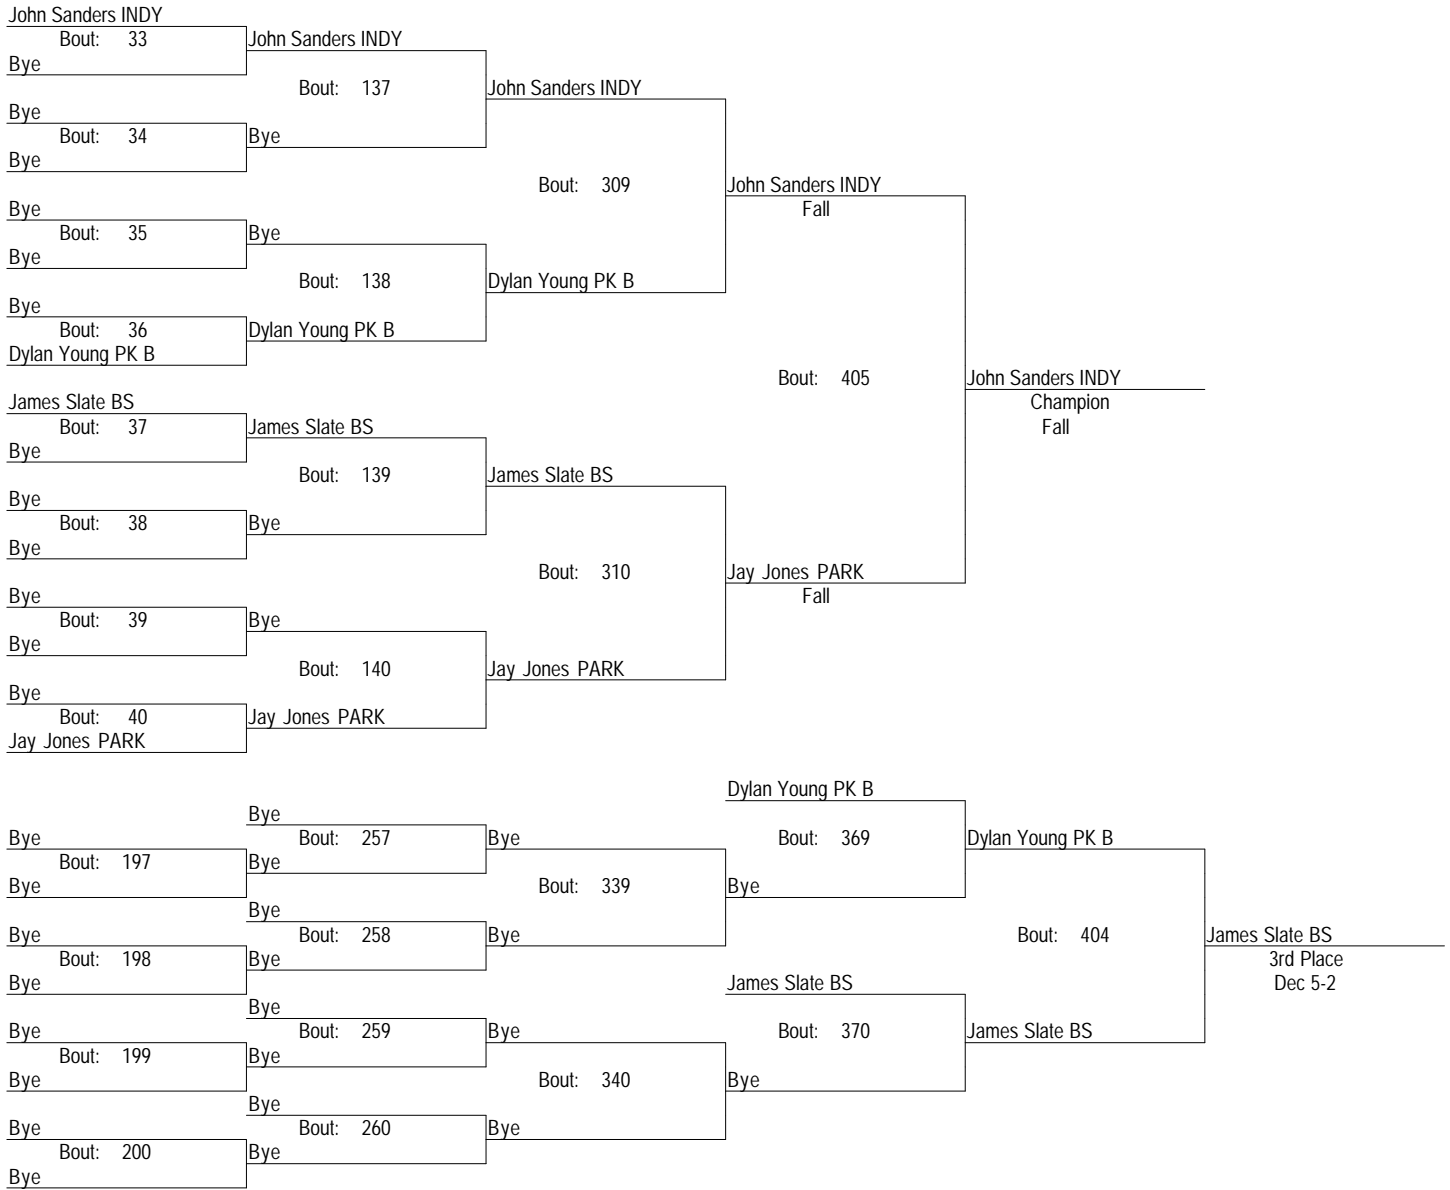 John Sanders INDY
Bout: 33
John Sanders INDY
Bye
Bout: 137
John Sanders INDY
Bye
Bout: 34
Bye
Bye
Bout: 309
John Sanders INDY
Fall
Bye
Bout: 35
Bye
Bye
Bout: 138
Dylan Young PK B
Bye
Bout: 36
Dylan Young PK B
Dylan Young PK B
Bout: 405
John Sanders INDY
Champion
Fall
James Slate BS
Bout: 37
James Slate BS
Bye
Bout: 139
James Slate BS
Bye
Bout: 38
Bye
Bye
Bout: 310
Jay Jones PARK
Fall
Bye
Bout: 39
Bye
Bye
Bout: 140
Jay Jones PARK
Bye
Bout: 40
Jay Jones PARK
Jay Jones PARK
Dylan Young PK B
Bye
Bye
Bout: 257
Bye
Bout: 369
Dylan Young PK B
Bout: 197
Bye
Bye
Bout: 339
Bye
Bye
Bye
Bout: 258
Bye
Bout: 404
James Slate BS
Bout: 198
Bye
3rd Place
Bye
James Slate BS
Dec 5-2
Bye
Bye
Bout: 259
Bye
Bout: 370
James Slate BS
Bout: 199
Bye
Bye
Bout: 340
Bye
Bye
Bye
Bout: 260
Bye
Bout: 200
Bye
Bye